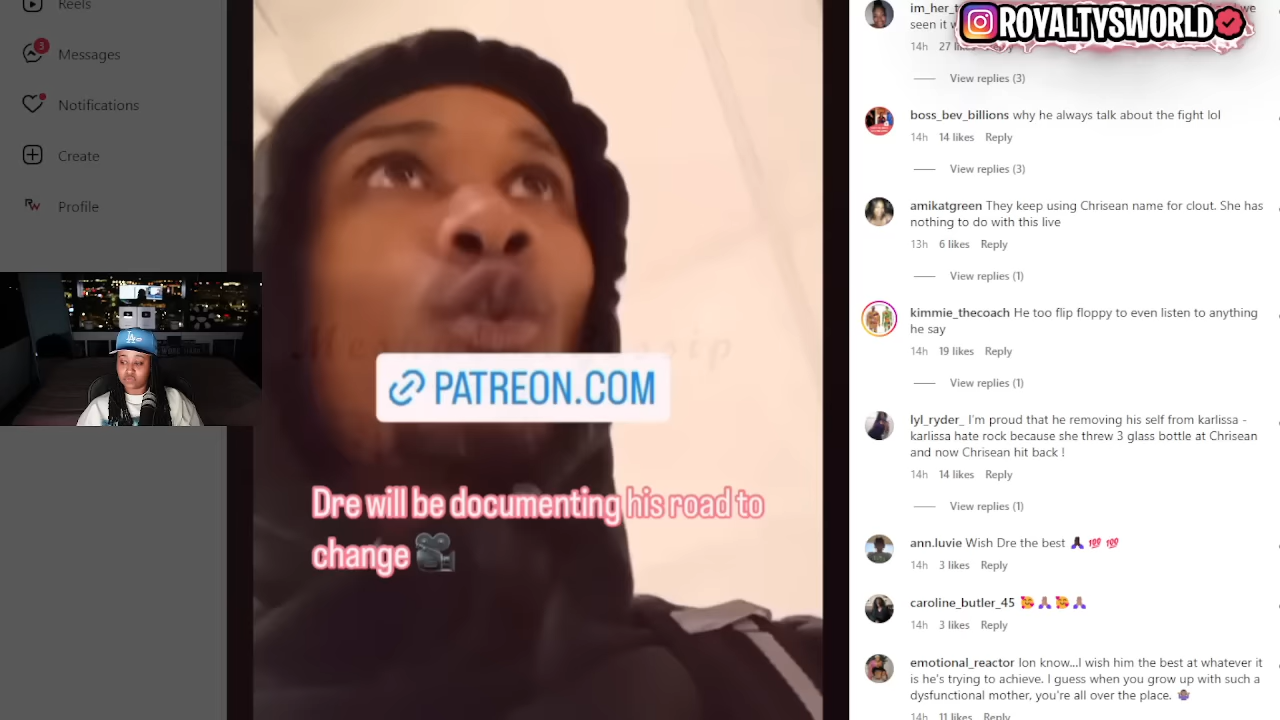 Reels
3
Messages
Notifications
Create
Profile
PATREON.COM
Dre will be documenting his road to
change
ROYALTYSWORLD
seen it
14h
View replies (3)
boss_bev_billions why he always talk about the fight lol
14h 14 likes Reply
View replies (3)
amikatgreen They keep using Chrisean name for clout. She has
nothing to do with this live
13h 6 likes Reply
View replies (1)
kimmie_thecoach He too flip floppy to even listen to anything
he say
14h 19 likes Reply
View replies (1)
lyl_ryder_ I'm proud that he removing his self from karlissa -
karlissa hate rock because she threw 3 glass bottle at Chrisean
and now Chrisean hit back !
14h 14 likes Reply
View replies (1)
ann.luvie Wish Dre the best 🙏🏿 💯 💯
14h 3 likes Reply
caroline_butler_45 🥰🙏🏽🥰🙏🏽
14h 3 likes Reply
emotional_reactor Ion know...I wish him the best at whatever it
is he's trying to achieve. I guess when you grow up with such a
dysfunctional mother, you're all over the place. 🤷🏽‍♀️
14h 11 likes Reply